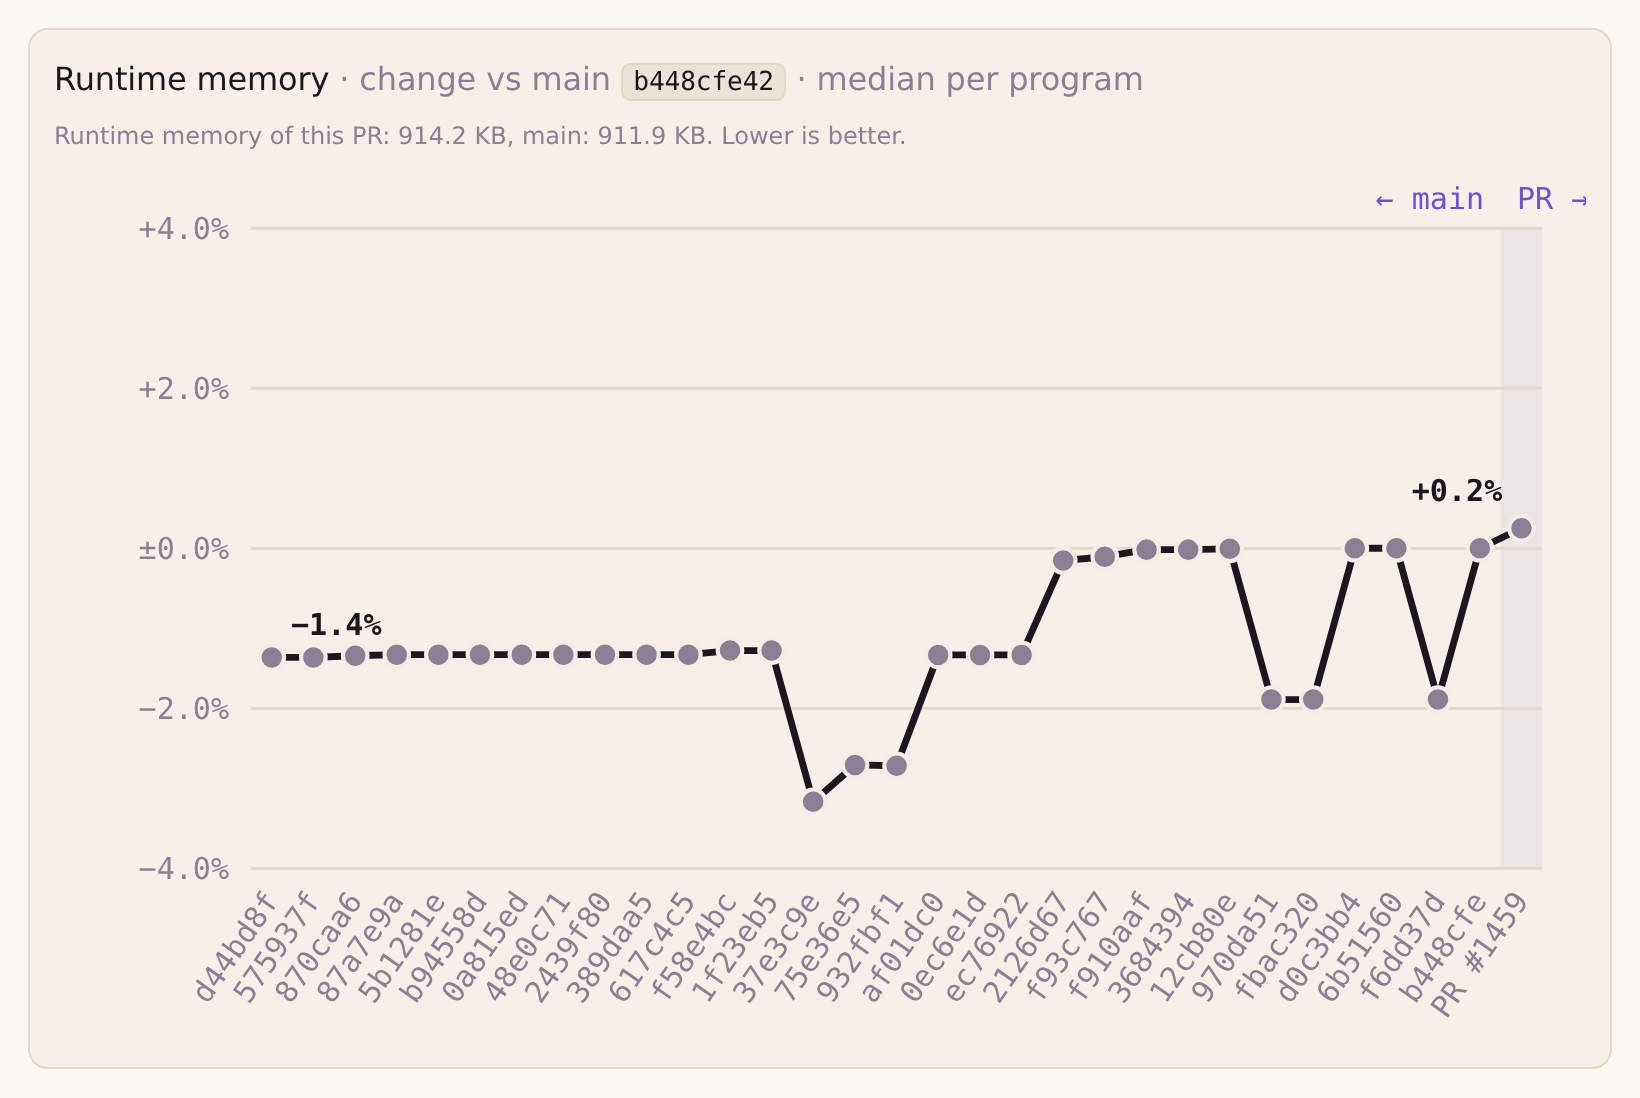 Runtime memory · change vs main b448cfe42 · median per program
Runtime memory of this PR: 914.2 KB, main: 911.9 KB. Lower is better.
← main PR →
+4.0%
+2.0%
+0.2%
±0.0%
−1.4%
−2.0%
−4.0%
d44bd8f
575937f
870caa6
87a7e9a
5b1281e
b94558d
0a815ed
48e0c71
2439f80
389daa5
617c4c5
f58e4bc
1f23eb5
37e3c9e
75e36e5
932fbf1
af01dc0
0ec6e1d
ec76922
2126d67
f93c767
f910aaf
3684394
12cb80e
970da51
fbac320
d0c3bb4
6b51560
f6dd37d
b448cfe
PR #1459